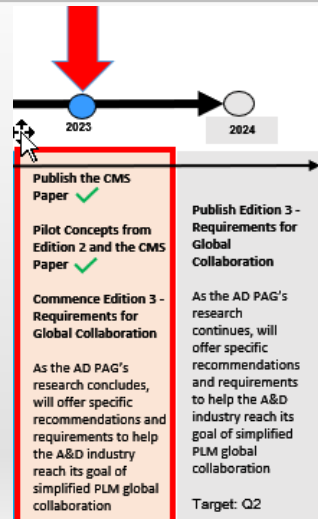 2023
2024
Publish the CMS
Paper
Pilot Concepts from
Edition 2 and the CMS
Paper
Commence Edition 3 -
Requirements for
Global Collaboration
As the AD PAG's
research concludes,
will offer specific
recommendations and
requirements to help
the A&D industry
reach its goal of
simplified PLM global
collaboration
Publish Edition 3 -
Requirements for
Global
Collaboration
As the AD PAG's
research
continues, will
offer specific
recommendations
and requirements
to help the A&D
industry reach its
goal of simplified
PLM global
collaboration
Target: Q2